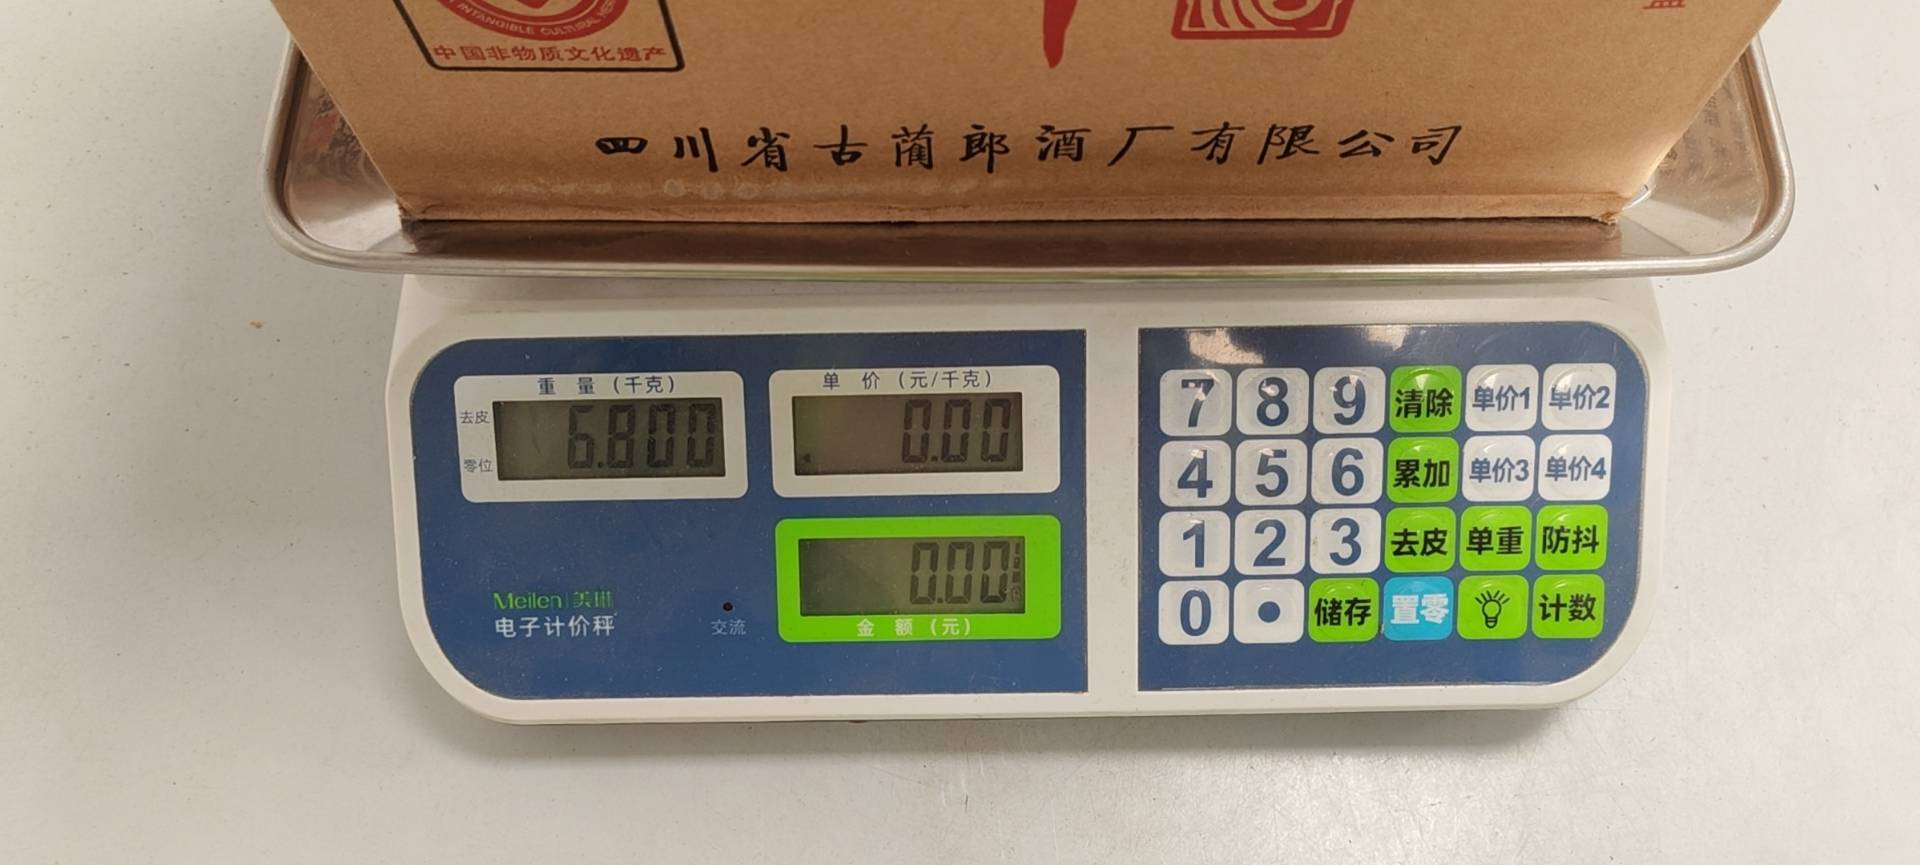 INTANGIBLE CULTURAL
中国非物质文化遗产
四川省古蔺郎酒厂有限公司
重 量 (千克)
去皮
零位
6.800
单 价 (元/千克)
0.00
0.00
金 额 (元)
Meilen|美琳
电子计价秤
交流
7 8 9 清除 单价1 单价2
4 5 6 累加 单价3 单价4
1 2 3 去皮 单重 防抖
0 • 储存 置零 计数